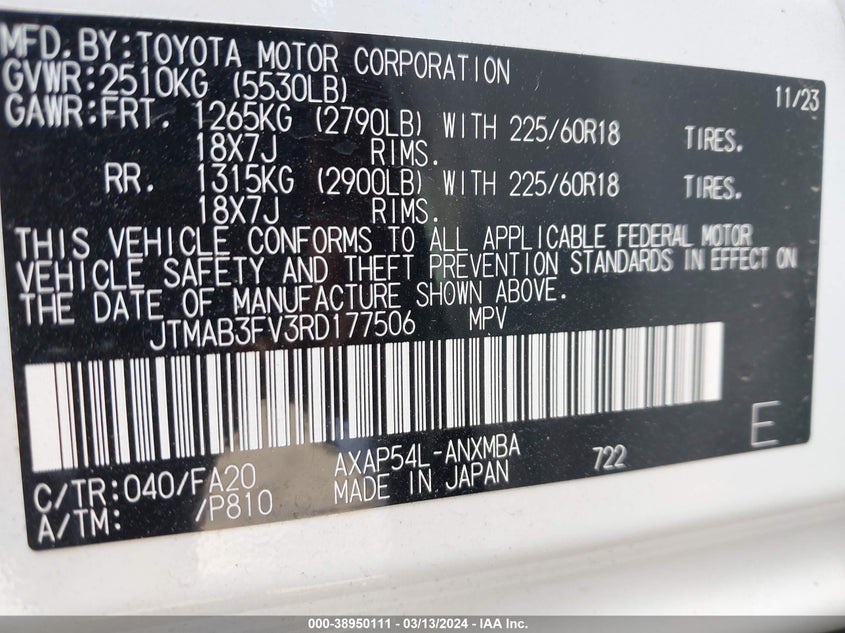 MFD. BY: TOYOTA MOTOR CORPORATION 11/23
GVWR: 2510KG (5530LB)
GAWR: FRT. 1265KG (2790LB) WITH 225/60R18 TIRES.
18X7J RIMS.
RR. 1315KG (2900LB) WITH 225/60R18 TIRES.
18X7J RIMS.
THIS VEHICLE CONFORMS TO ALL APPLICABLE FEDERAL MOTOR
VEHICLE SAFETY AND THEFT PREVENTION STANDARDS IN EFFECT ON
THE DATE OF MANUFACTURE SHOWN ABOVE.
JTMAB3FV3RD177506 MPV
E
C/TR: 040/FA20 AXAP54L-ANXMBA 722
A/TM: /P810 MADE IN JAPAN
000-38950111 - 03/13/2024 - IAA Inc.